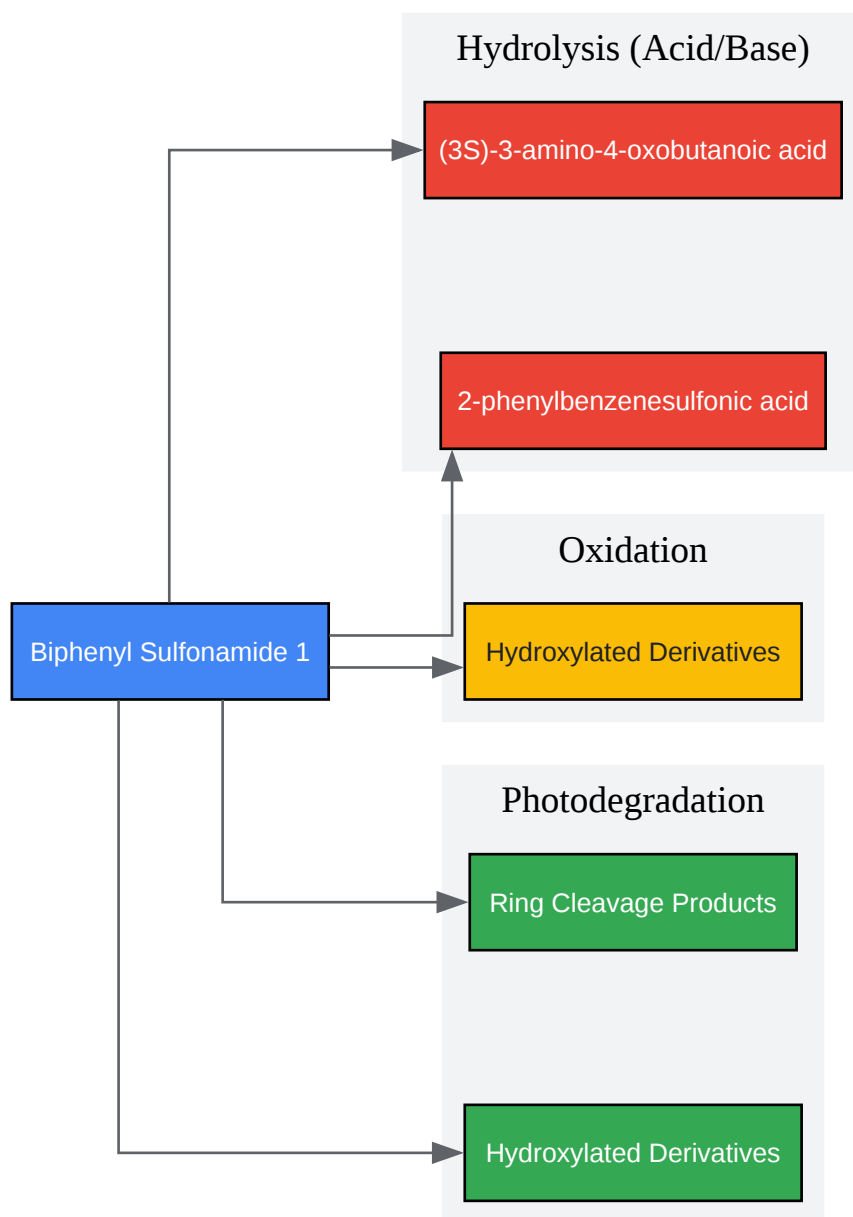 Hydrolysis (Acid/Base)
(3S)-3-amino-4-oxobutanoic acid
2-phenylbenzenesulfonic acid
Oxidation
Biphenyl Sulfonamide 1
Hydroxylated Derivatives
Photodegradation
Ring Cleavage Products
Hydroxylated Derivatives